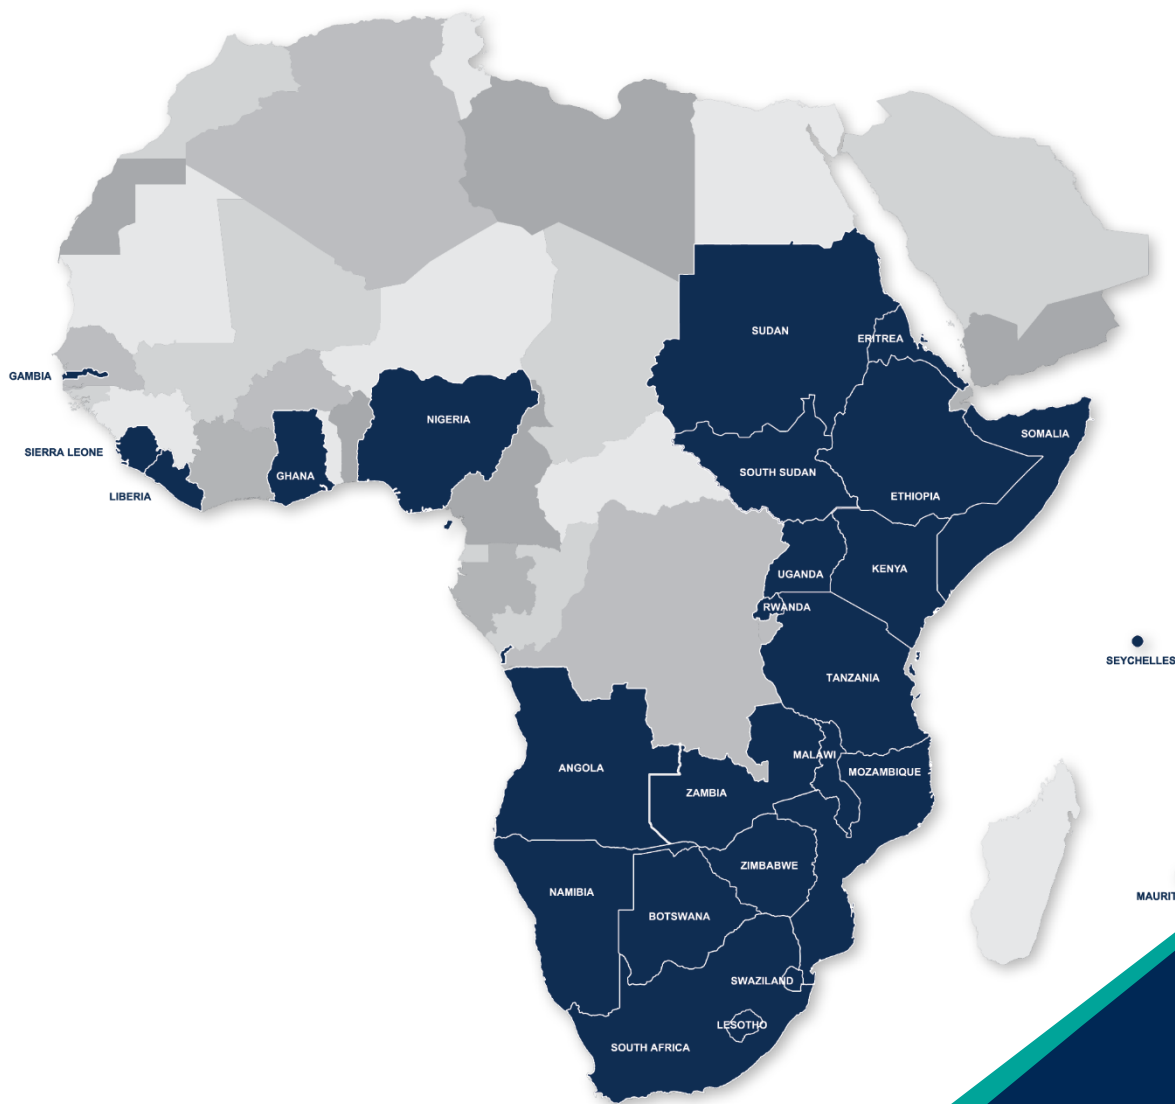 SUDAN
ERITREA
GAMBIA
NIGERIA
SOMALIA
SIERRA LEONE
GHANA
SOUTH SUDAN
LIBERIA
ETHIOPIA
UGANDA
KENYA
RWANDA
SEYCHELLES
TANZANIA
ANGOLA
MALAWI
MOZAMBIQUE
ZAMBIA
ZIMBABWE
NAMIBIA
MAURIT
BOTSWANA
SWAZILAND
LESOTHO
SOUTH AFRICA